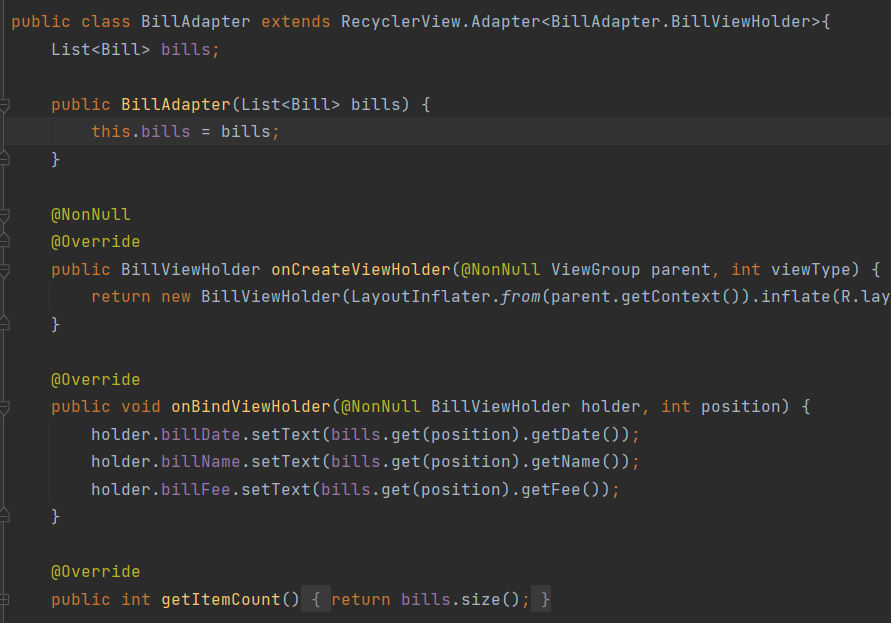 public class BillAdapter extends RecyclerView.Adapter<BillAdapter.BillViewHolder>{
List<Bill> bills;
public BillAdapter(List<Bill> bills) {
this.bills = bills;
}
@NonNull
@Override
public BillViewHolder onCreateViewHolder(@NonNull ViewGroup parent, int viewType) {
return new BillViewHolder(LayoutInflater.from(parent.getContext()).inflate(R.lay
}
@Override
public void onBindViewHolder(@NonNull BillViewHolder holder, int position) {
holder.billDate.setText(bills.get(position).getDate());
holder.billName.setText(bills.get(position).getName());
holder.billFee.setText(bills.get(position).getFee());
}
@Override
public int getItemCount() { return bills.size(); }